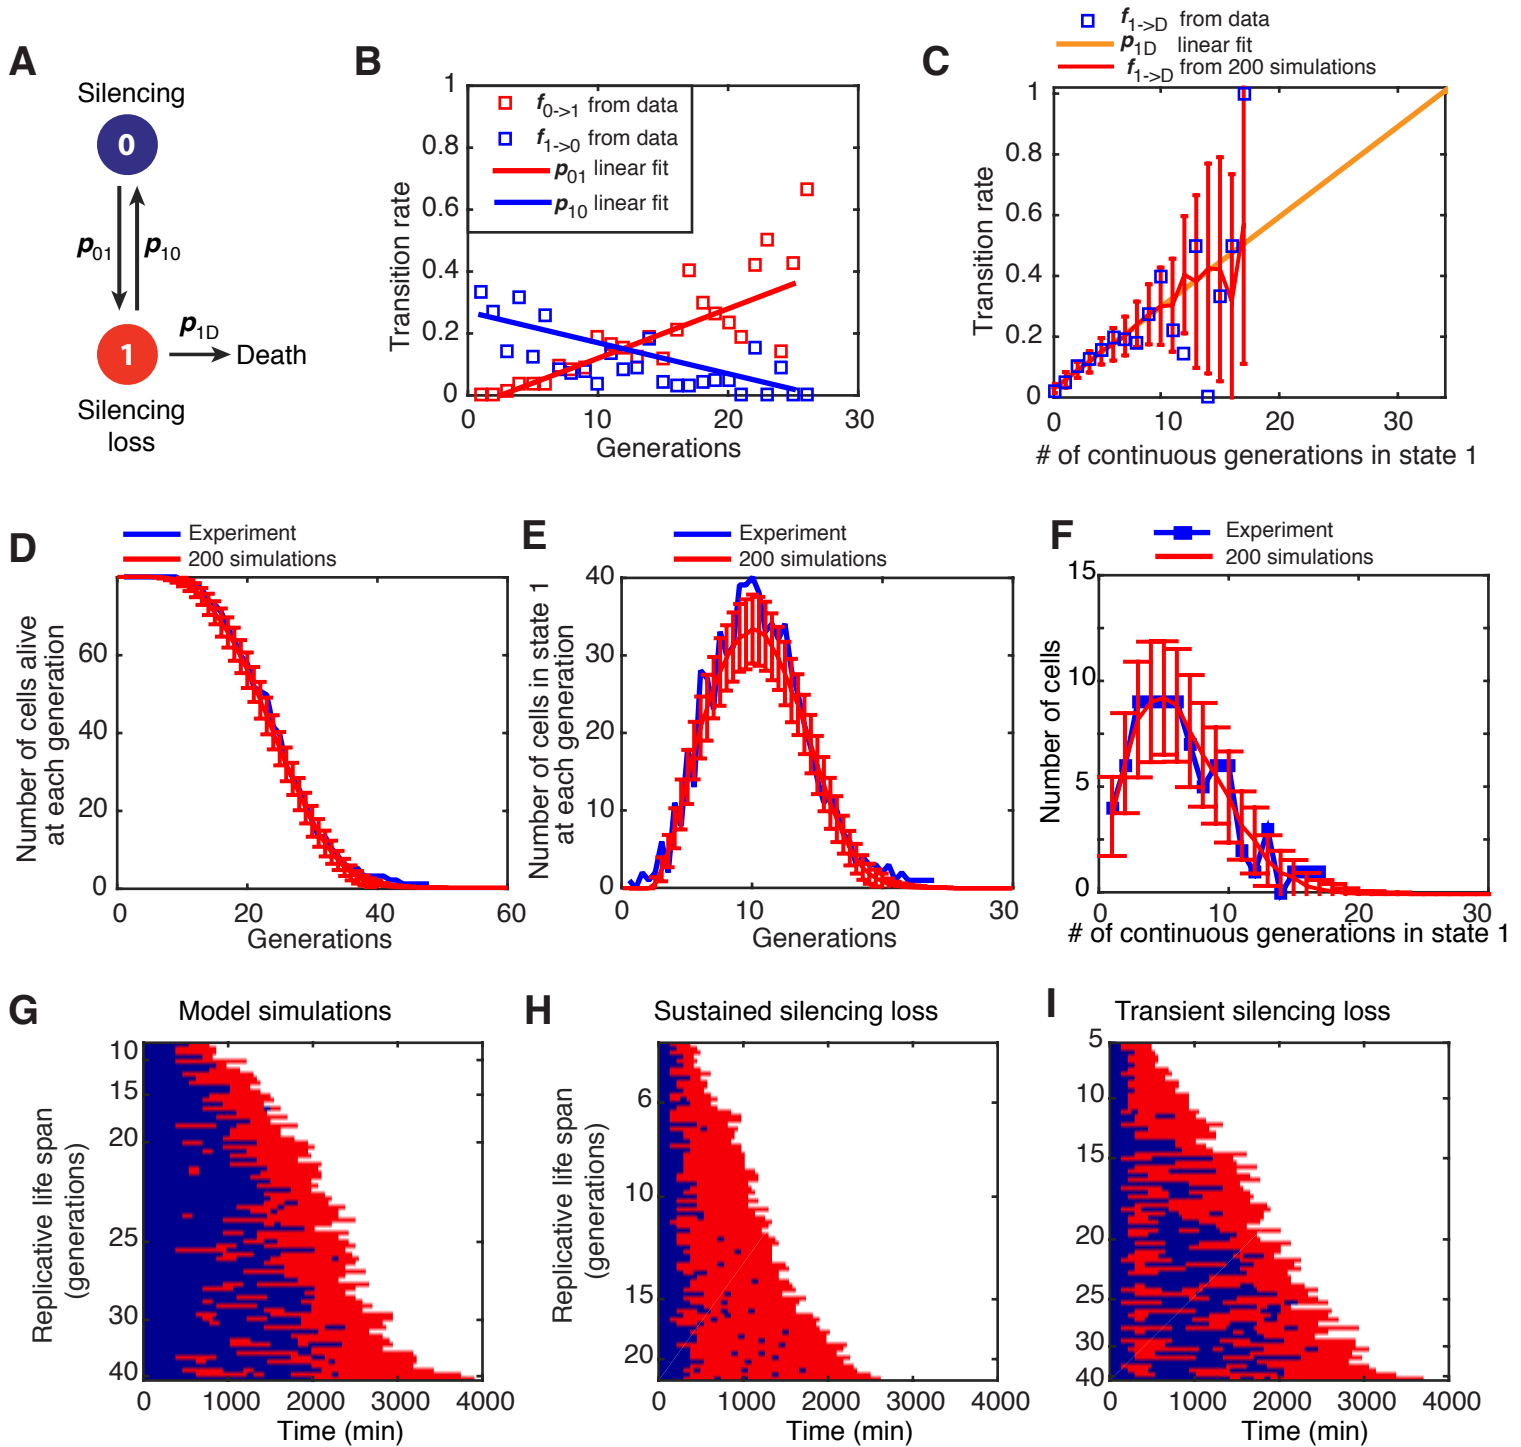 A
Silencing
0
p01
p10
1
p1D
Death
Silencing
loss
B
f0->1 from data
f1->0 from data
p01 linear fit
p10 linear fit
Transition rate
1
0.8
0.6
0.4
0.2
0
0
10
20
30
Generations
C
f1->D from data
p1D linear fit
f1->D from 200 simulations
Transition rate
1
0.8
0.6
0.4
0.2
0
0
10
20
30
# of continuous generations in state 1
D
Experiment
200 simulations
Number of cells alive
at each generation
60
40
20
0
0
20
40
60
Generations
E
Experiment
200 simulations
Number of cells in state 1
at each generation
40
30
20
10
0
0
10
20
30
Generations
F
Experiment
200 simulations
Number of cells
15
10
5
0
0
10
20
30
# of continuous generations in state 1
G
Model simulations
Replicative life span
(generations)
10
15
20
25
30
40
0
1000
2000
3000
4000
Time (min)
H
Sustained silencing loss
Replicative life span
(generations)
6
10
15
20
0
1000
2000
3000
4000
Time (min)
I
Transient silencing loss
5
10
15
20
25
30
40
0
1000
2000
3000
4000
Time (min)